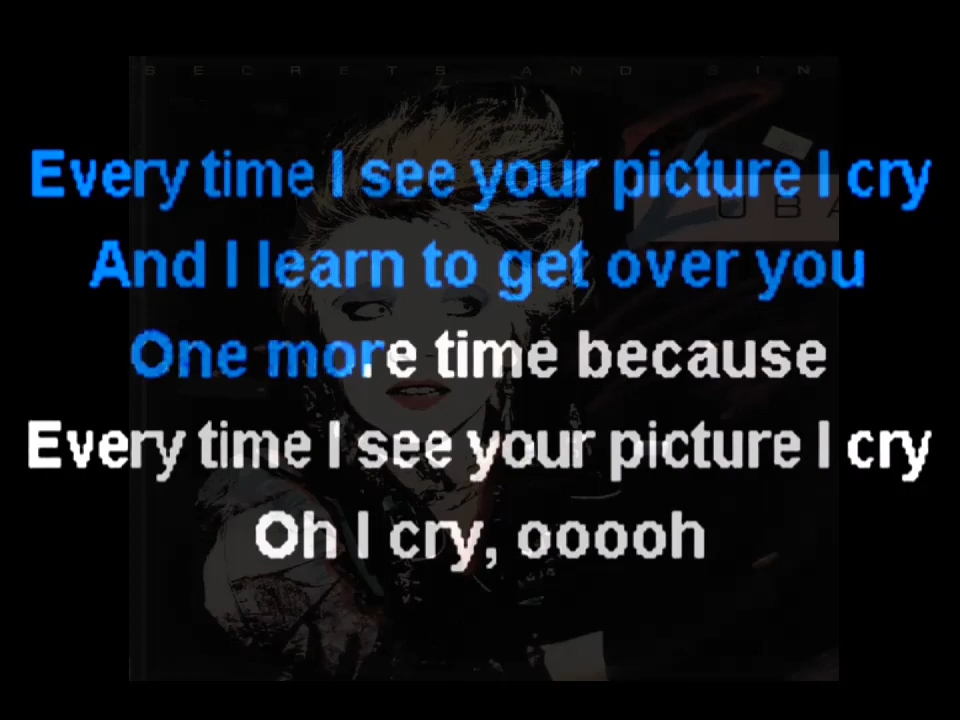 SECRETS AND SIN
Every time I see your picture I cry
LUBA
And I learn to get over you
One more time because
Every time I see your picture I cry
Oh I cry, ooooh